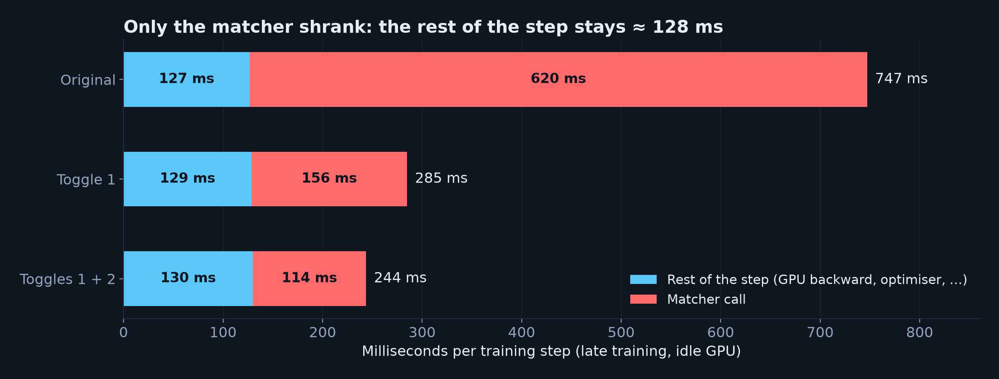 Only the matcher shrank: the rest of the step stays ≈ 128 ms
Original
127 ms
620 ms
747 ms
Toggle 1
129 ms
156 ms
285 ms
Toggles 1 + 2
130 ms
114 ms
244 ms
Rest of the step (GPU backward, optimiser, ...)
Matcher call
0 100 200 300 400 500 600 700 800
Milliseconds per training step (late training, idle GPU)